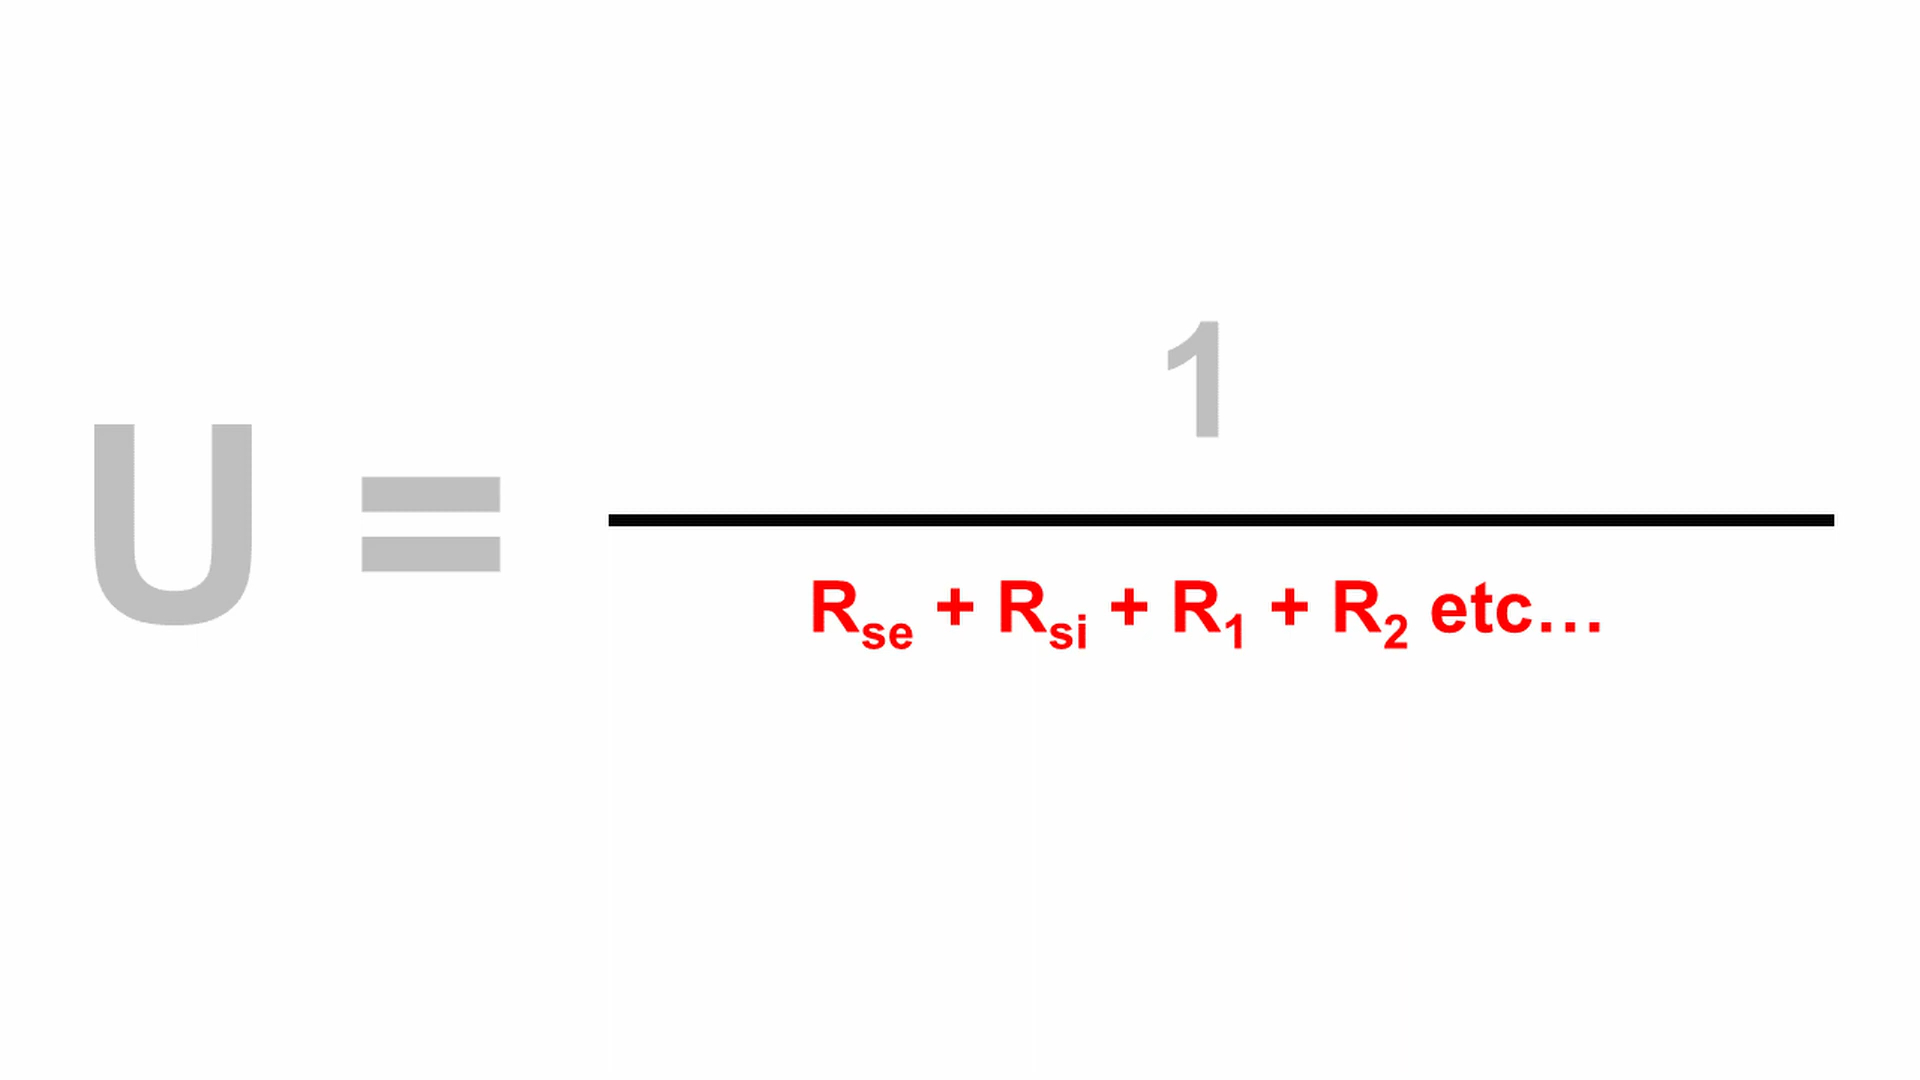 1
U =
Rse + Rsi + R1 + R2 etc...